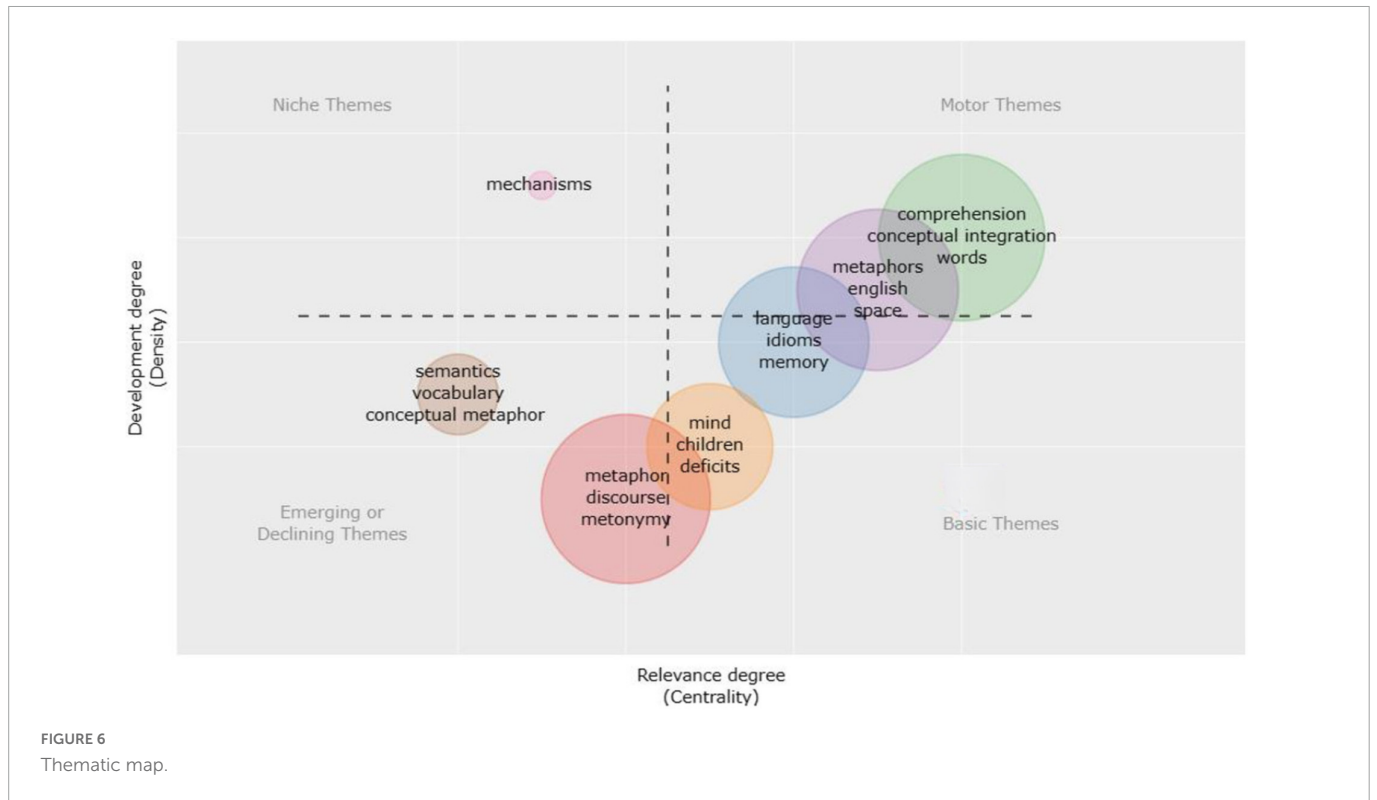 Niche Themes
Motor Themes
mechanisms
comprehension
conceptual integration
words
metaphors
english
space
language
idioms
memory
semantics
vocabulary
conceptual metaphor
mind
children
deficits
metaphor
discourse
metonymy
Emerging or
Declining Themes
Basic Themes
Development degree
(Density)
Relevance degree
(Centrality)
FIGURE 6
Thematic map.